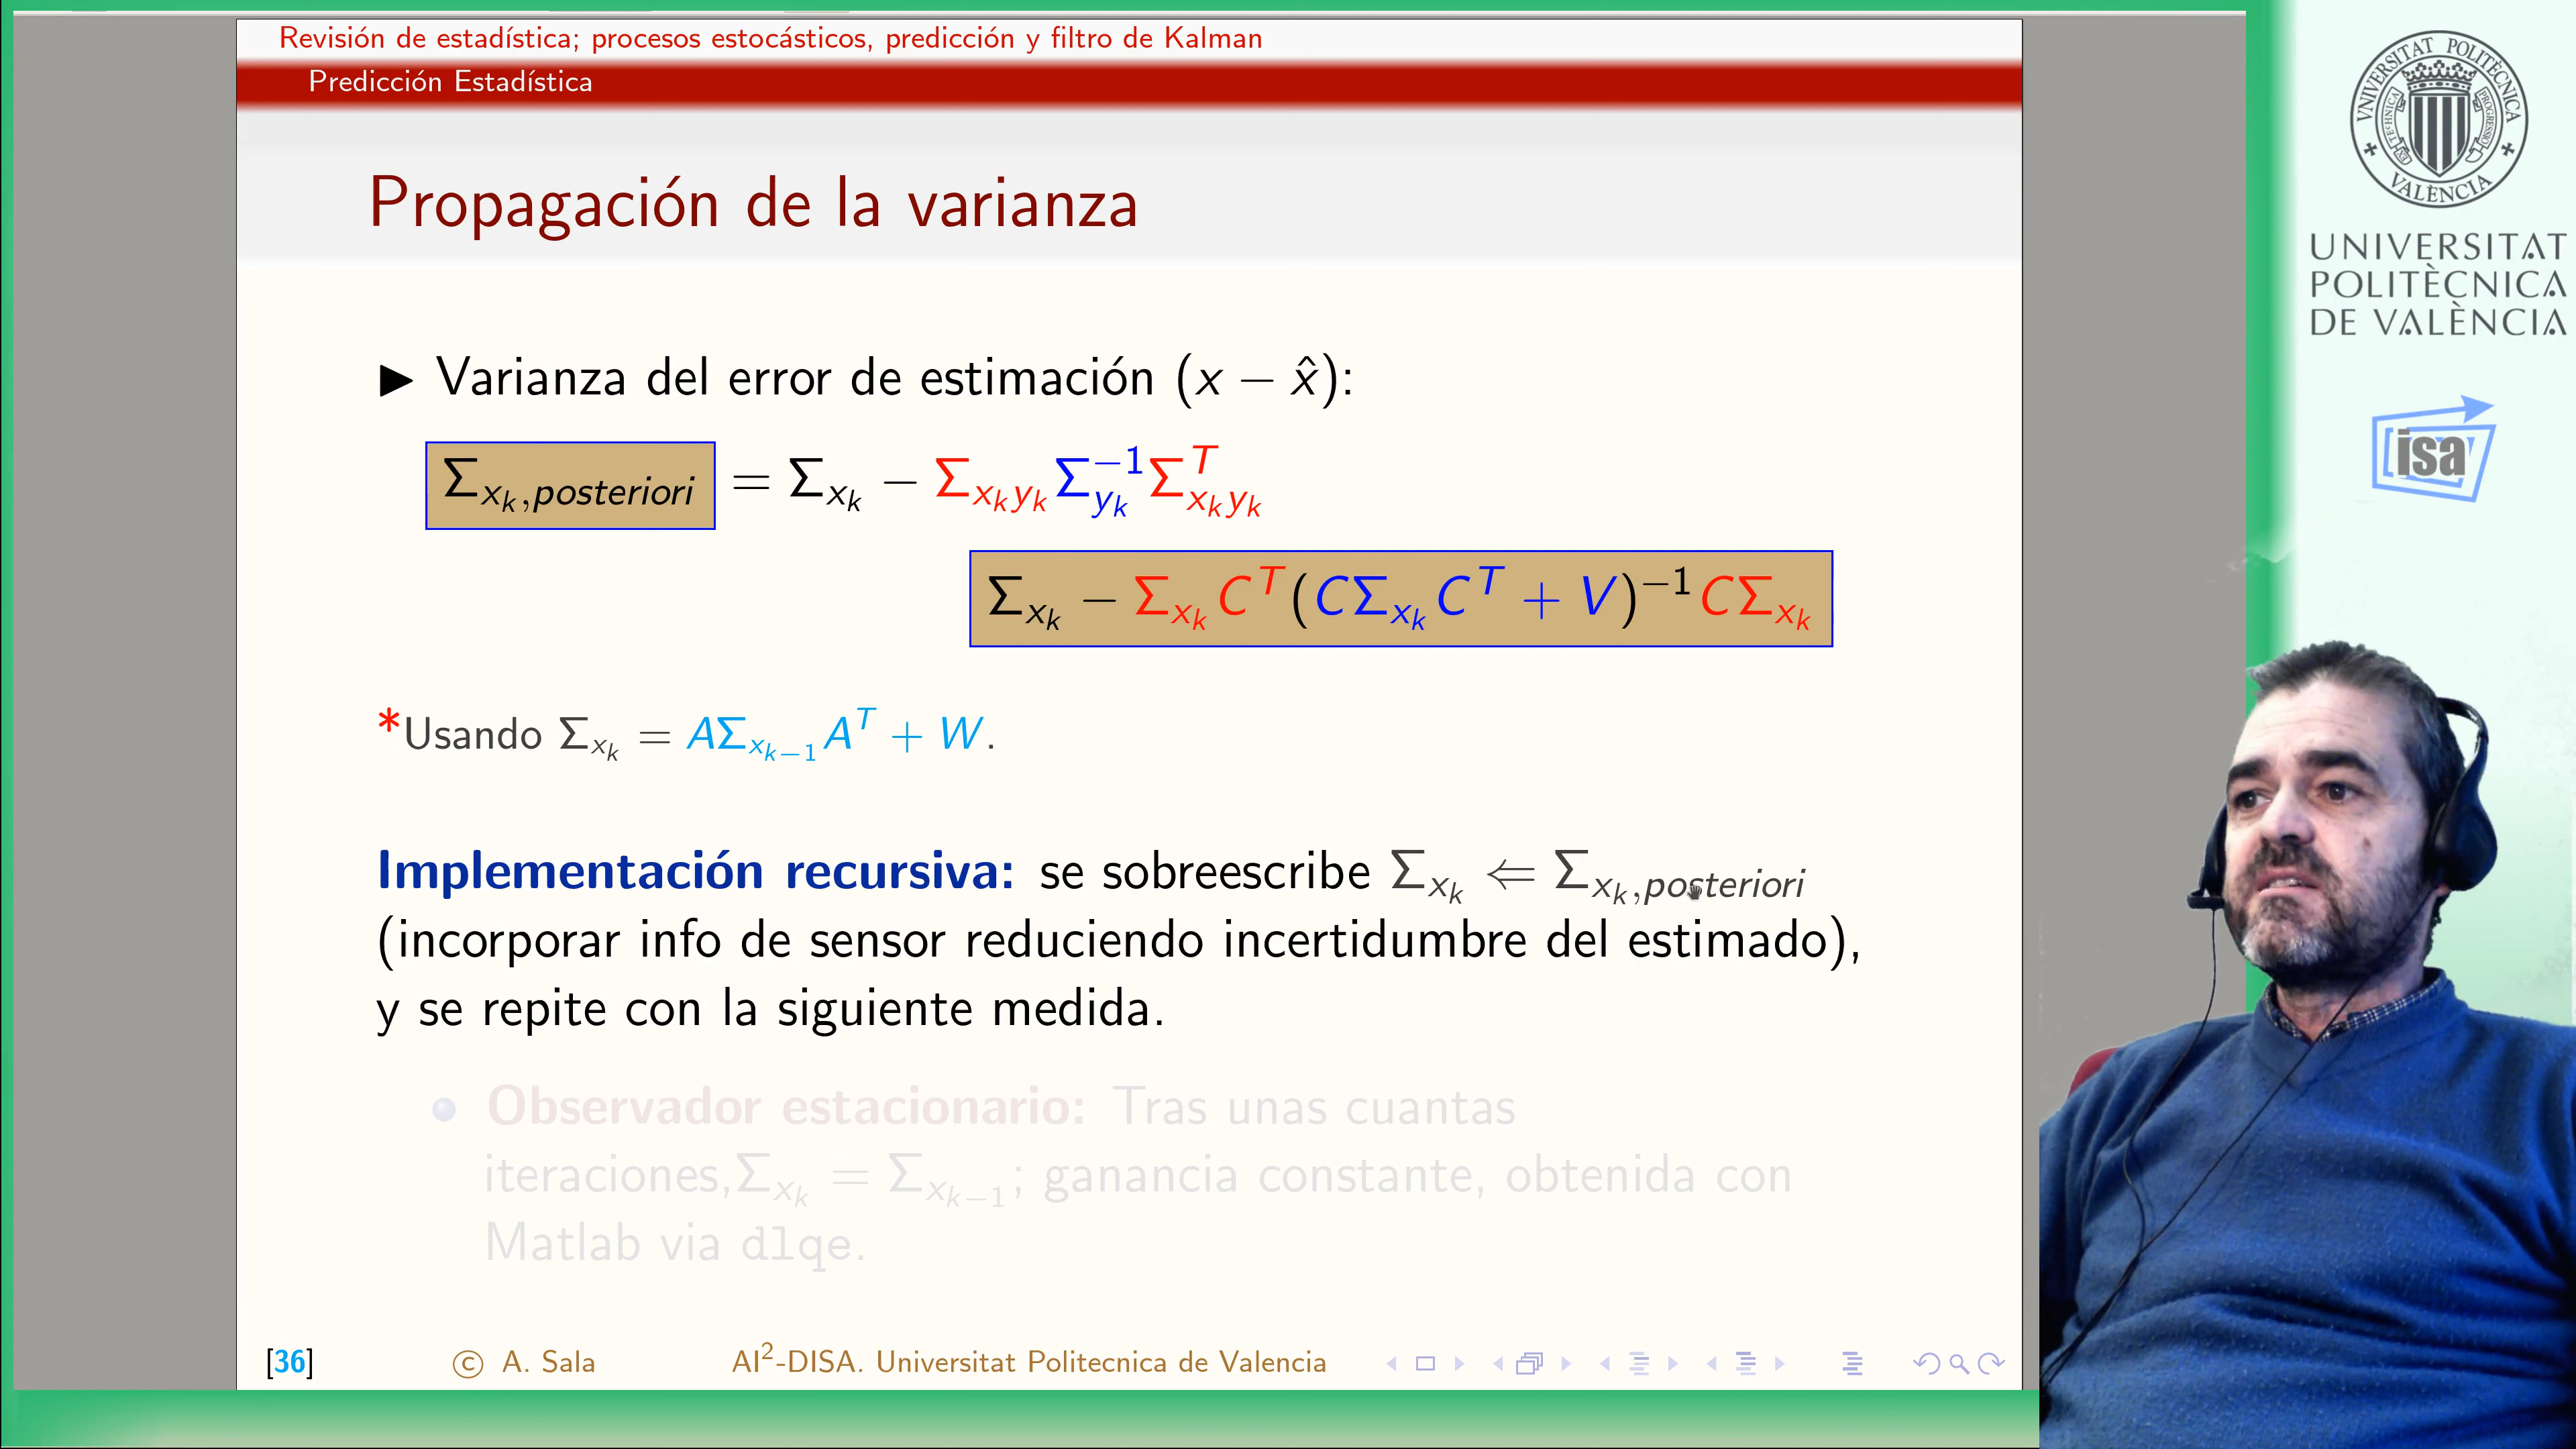 Revisión de estadística; procesos estocásticos, predicción y filtro de Kalman
Predicción Estadística
Propagación de la varianza
▶ Varianza del error de estimación (x − x̂):
Σ_{x_k,posteriori} = Σ_{x_k} − Σ_{x_k y_k} Σ_{y_k}^{−1} Σ_{x_k y_k}^T
Σ_{x_k} − Σ_{x_k} C^T (C Σ_{x_k} C^T + V)^{−1} C Σ_{x_k}
*Usando Σ_{x_k} = A Σ_{x_{k−1}} A^T + W.
Implementación recursiva: se sobreescribe Σ_{x_k} ⇐ Σ_{x_k,posteriori}
(incorporar info de sensor reduciendo incertidumbre del estimado),
y se repite con la siguiente medida.
• Observador estacionario: Tras unas cuantas
iteraciones, Σ_{x_k} = Σ_{x_{k−1}}; ganancia constante, obtenida con
Matlab via dlqe.
[36] © A. Sala AI²-DISA. Universitat Politecnica de Valencia
UNIVERSITAT POLITÈCNICA
VALÈNCIA
UNIVERSITAT
POLITÈCNICA
DE VALÈNCIA
isa